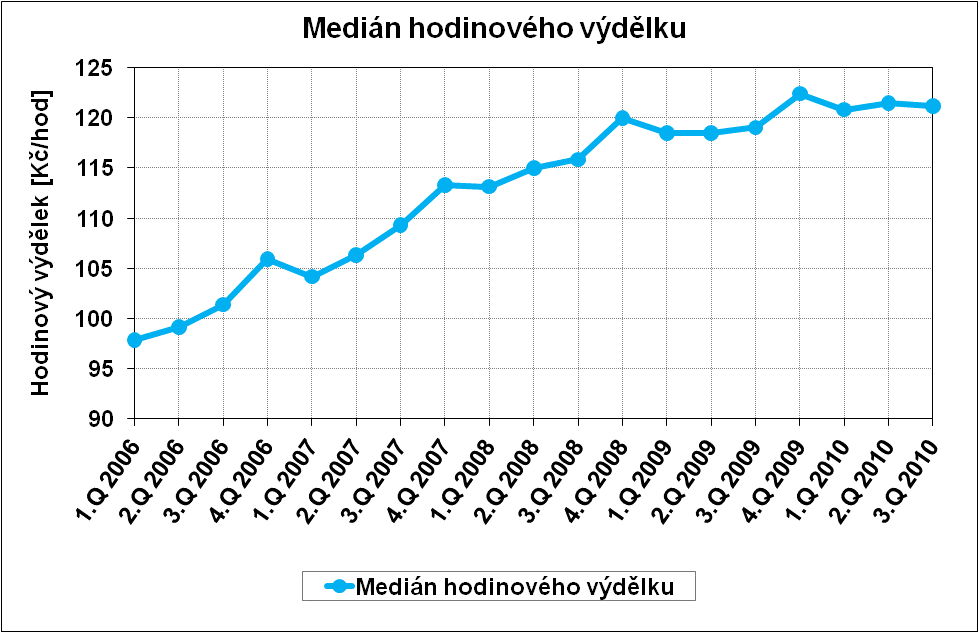 Medián hodinového výdělku
Hodinový výdělek [Kč/hod]
125
120
115
110
105
100
95
90
1.Q 2006
2.Q 2006
3.Q 2006
4.Q 2006
1.Q 2007
2.Q 2007
3.Q 2007
4.Q 2007
1.Q 2008
2.Q 2008
3.Q 2008
4.Q 2008
1.Q 2009
2.Q 2009
3.Q 2009
4.Q 2009
1.Q 2010
2.Q 2010
3.Q 2010
Medián hodinového výdělku